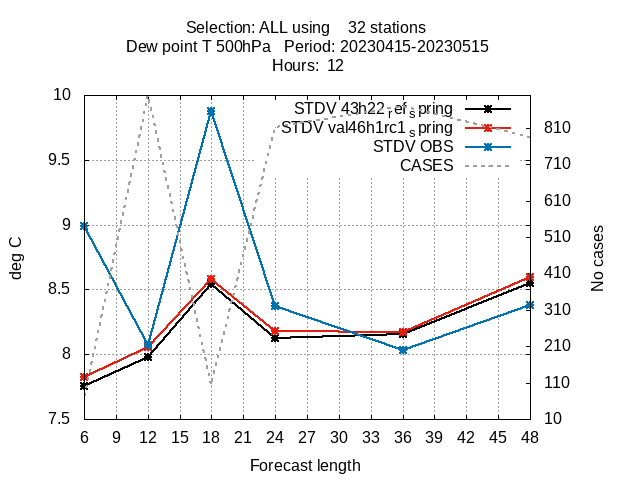 Selection: ALL using 32 stations
Dew point T 500hPa Period: 20230415-20230515
Hours: 12
STDV 43h22refspring
STDV val46h1rc1spring
STDV OBS
CASES
10
9.5
9
8.5
8
7.5
deg C
810
710
610
510
410
310
210
110
10
No cases
6 9 12 15 18 21 24 27 30 33 36 39 42 45 48
Forecast length